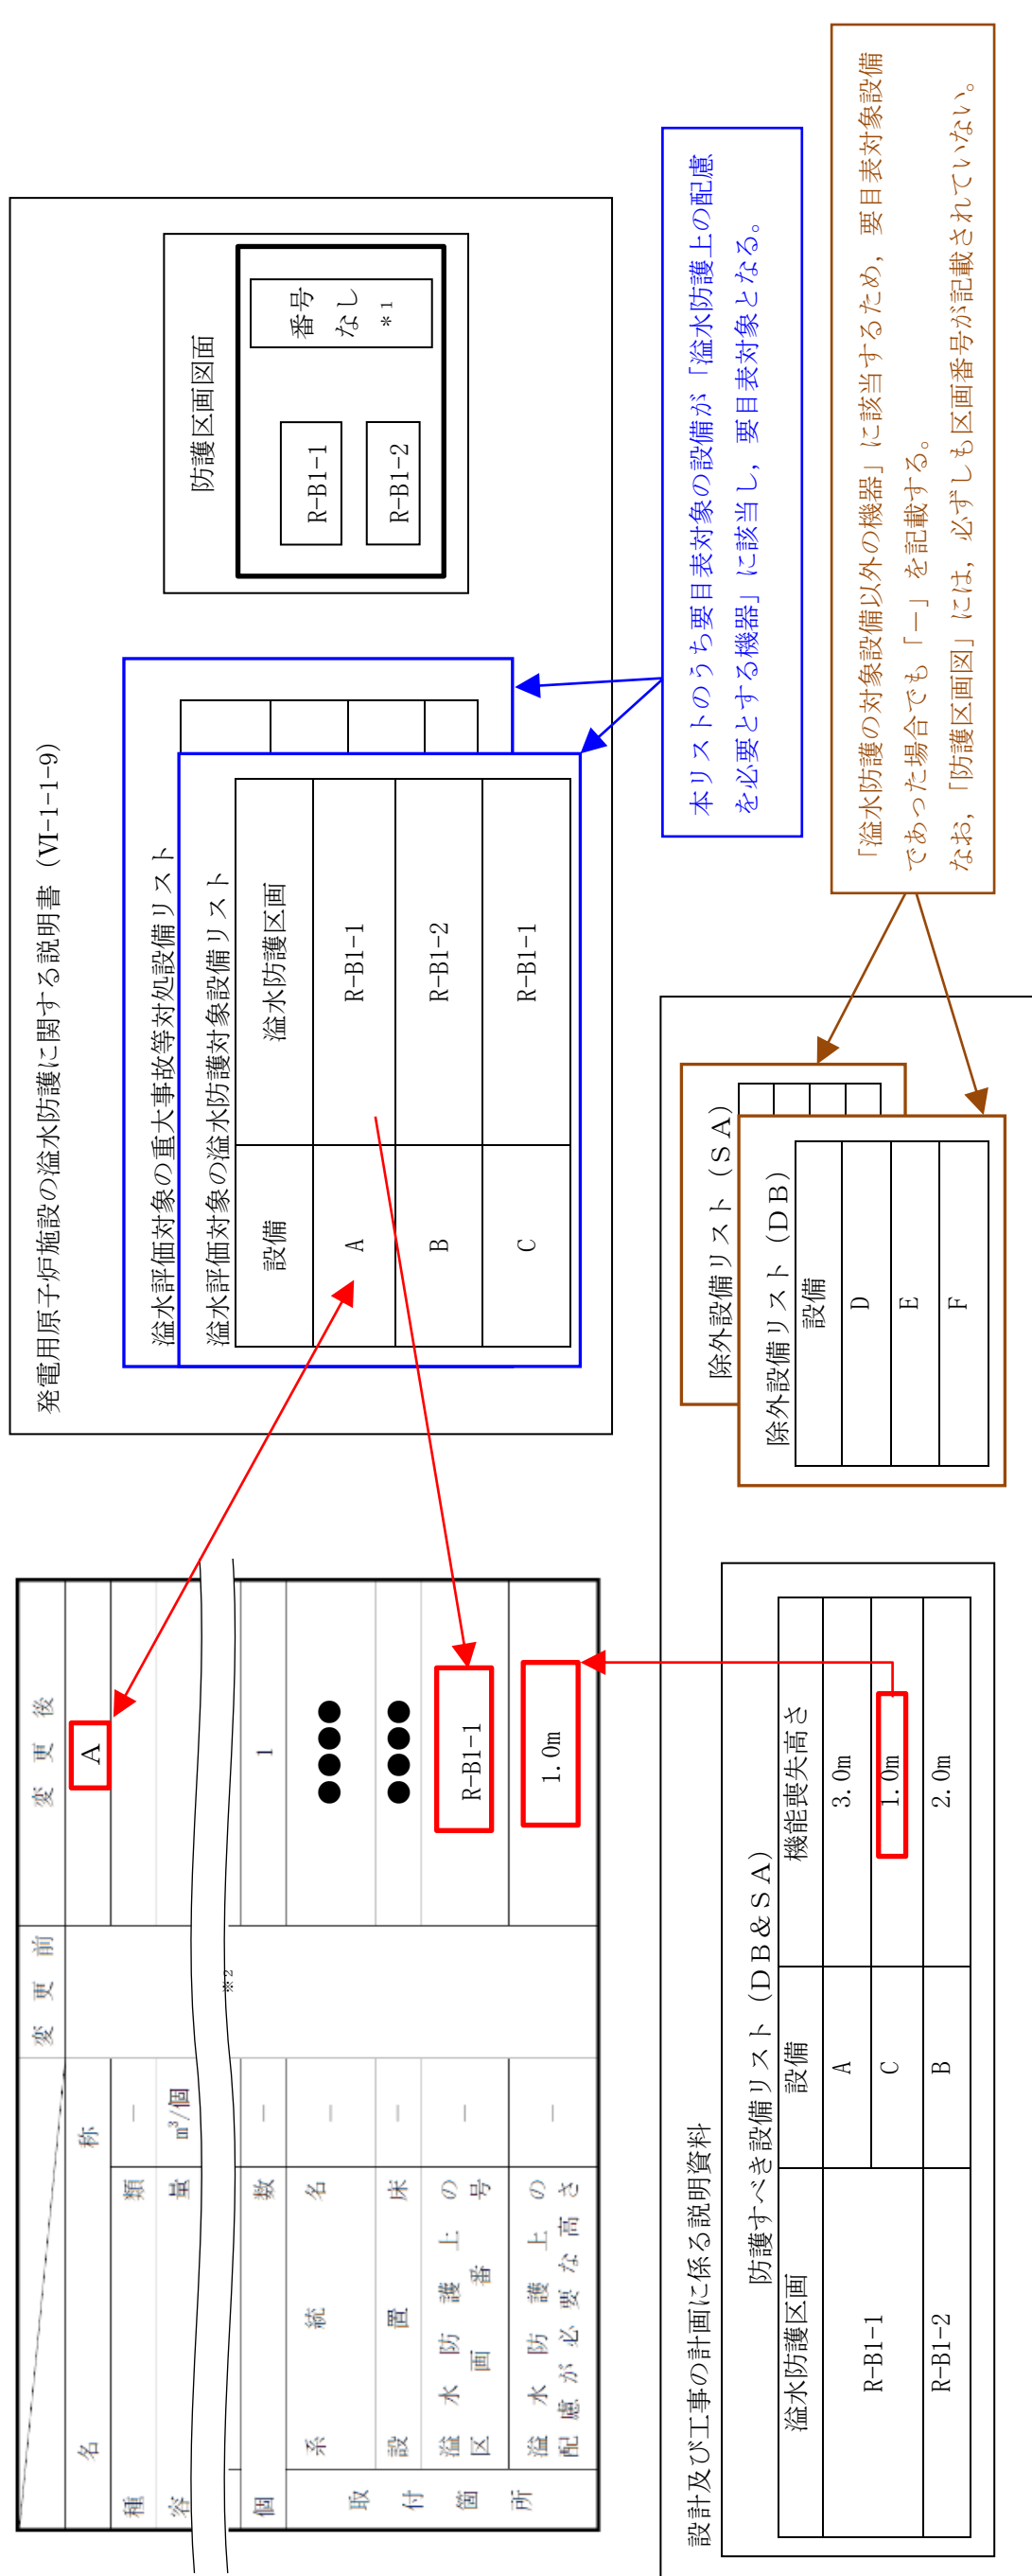 名 称
変 更 前
変 更 後
A
種 類
－
容 量
m³/個
※2
個 数
－
1
取 付 箇 所
系 統 名
－
●●●●
設 置 床
－
●●●●
溢 水 防 護 上 の
区 画 番 号
－
R-B1-1
溢 水 防 護 上 の
配 慮 が 必 要 な 高 さ
－
1.0m
発電用原子炉施設の溢水防護に関する説明書（VI-1-1-9）
溢水評価対象の重大事故等対処設備リスト
溢水評価対象の溢水防護対象設備リスト
設備 溢水防護区画
A R-B1-1
B R-B1-2
C R-B1-1
防護区画図面
R-B1-1
R-B1-2
番号
なし
*1
本リストのうち要目表対象の設備が「溢水防護上の配慮
を必要とする機器」に該当し，要目表対象となる。
設計及び工事の計画に係る説明資料
防護すべき設備リスト（ＤＢ＆ＳＡ）
溢水防護区画 設備 機能喪失高さ
R-B1-1 A 3.0m
C 1.0m
R-B1-2 B 2.0m
除外設備リスト（ＳＡ）
除外設備リスト（ＤＢ）
設備
D
E
F
「溢水防護の対象設備以外の機器」に該当するため，要目表対象設備
であった場合でも「－」を記載する。
なお，「防護区画図」には，必ずしも区画番号が記載されていない。